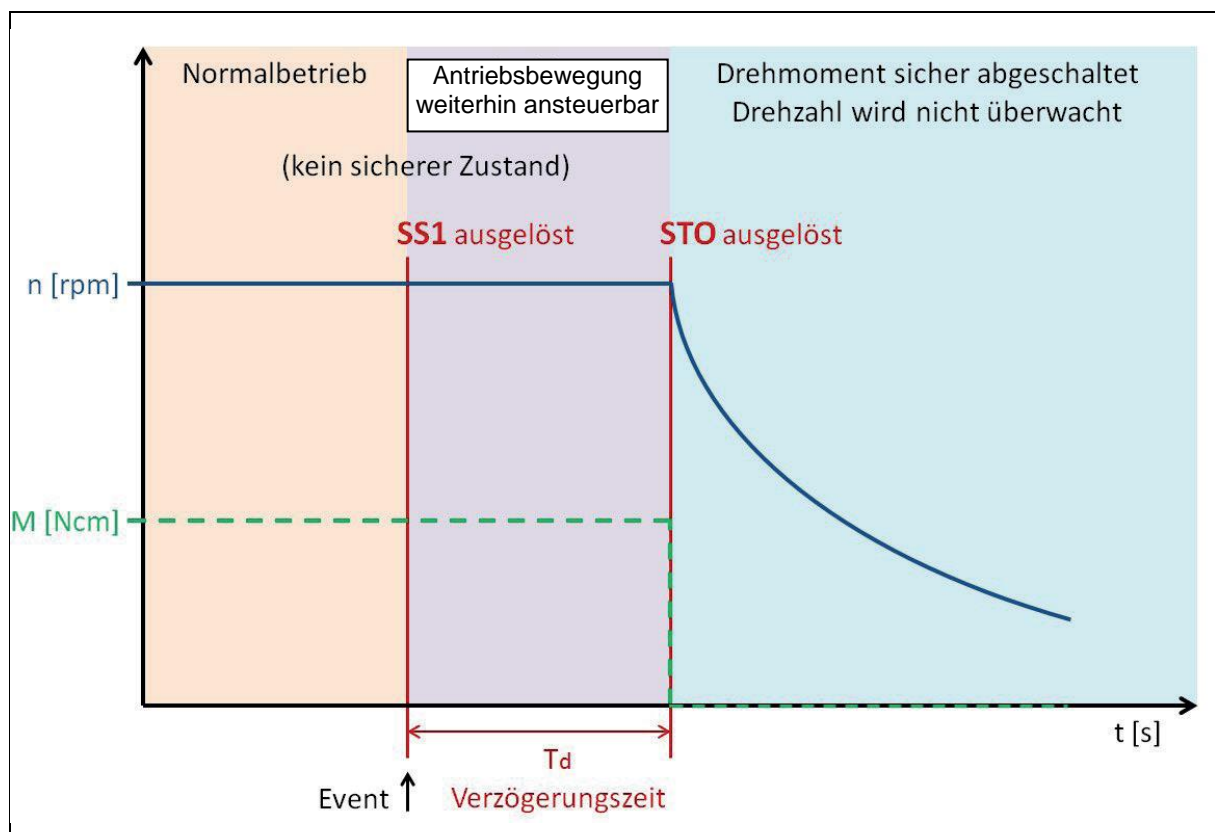 Normalbetrieb
Antriebsbewegung
weiterhin ansteuerbar
Drehmoment sicher abgeschaltet
Drehzahl wird nicht überwacht
(kein sicherer Zustand)
SS1 ausgelöst
STO ausgelöst
n [rpm]
M [Ncm]
t [s]
Td
Event
Verzögerungszeit